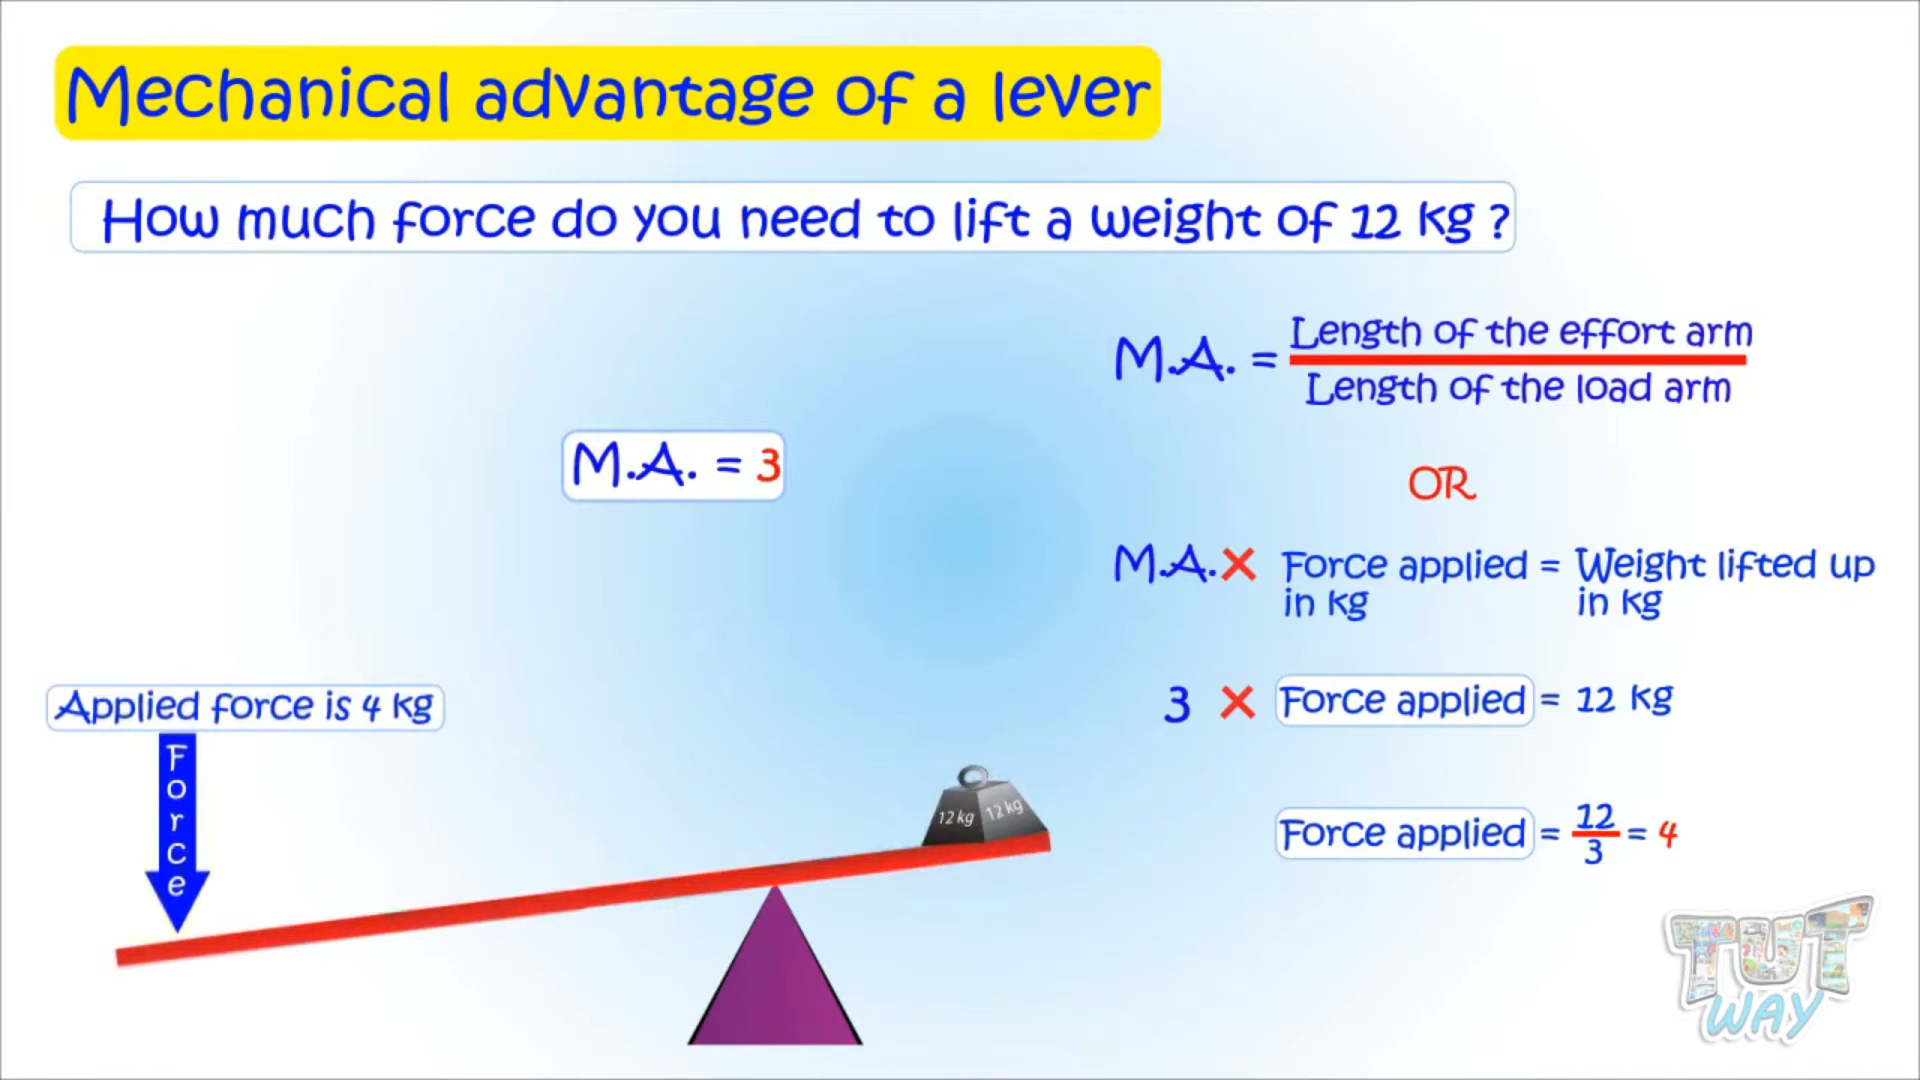 Mechanical advantage of a lever
How much force do you need to lift a weight of 12 kg ?
M.A. = Length of the effort arm
Length of the load arm
M.A. = 3
OR
M.A. × Force applied = Weight lifted up
in kg in kg
Applied force is 4 kg
3 × Force applied = 12 kg
Force
12 kg 12 kg
Force applied = 12/3 = 4
TUT
WAY